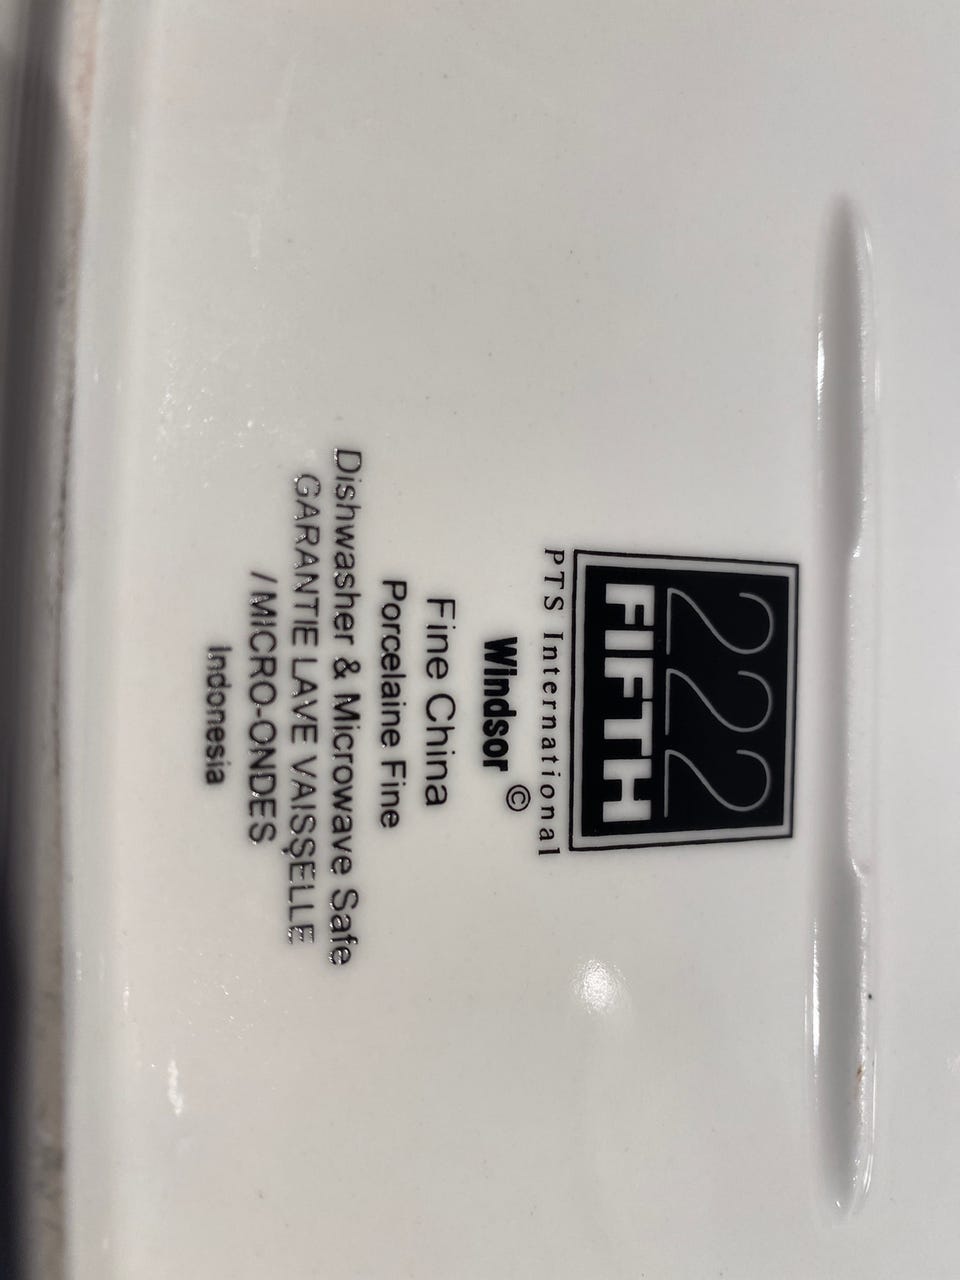 222
FIFTH
PTS International
Windsor ©
Fine China
Porcelaine Fine
Dishwasher & Microwave Safe
GARANTIE LAVE VAISSELLE
/MICRO-ONDES
Indonesia